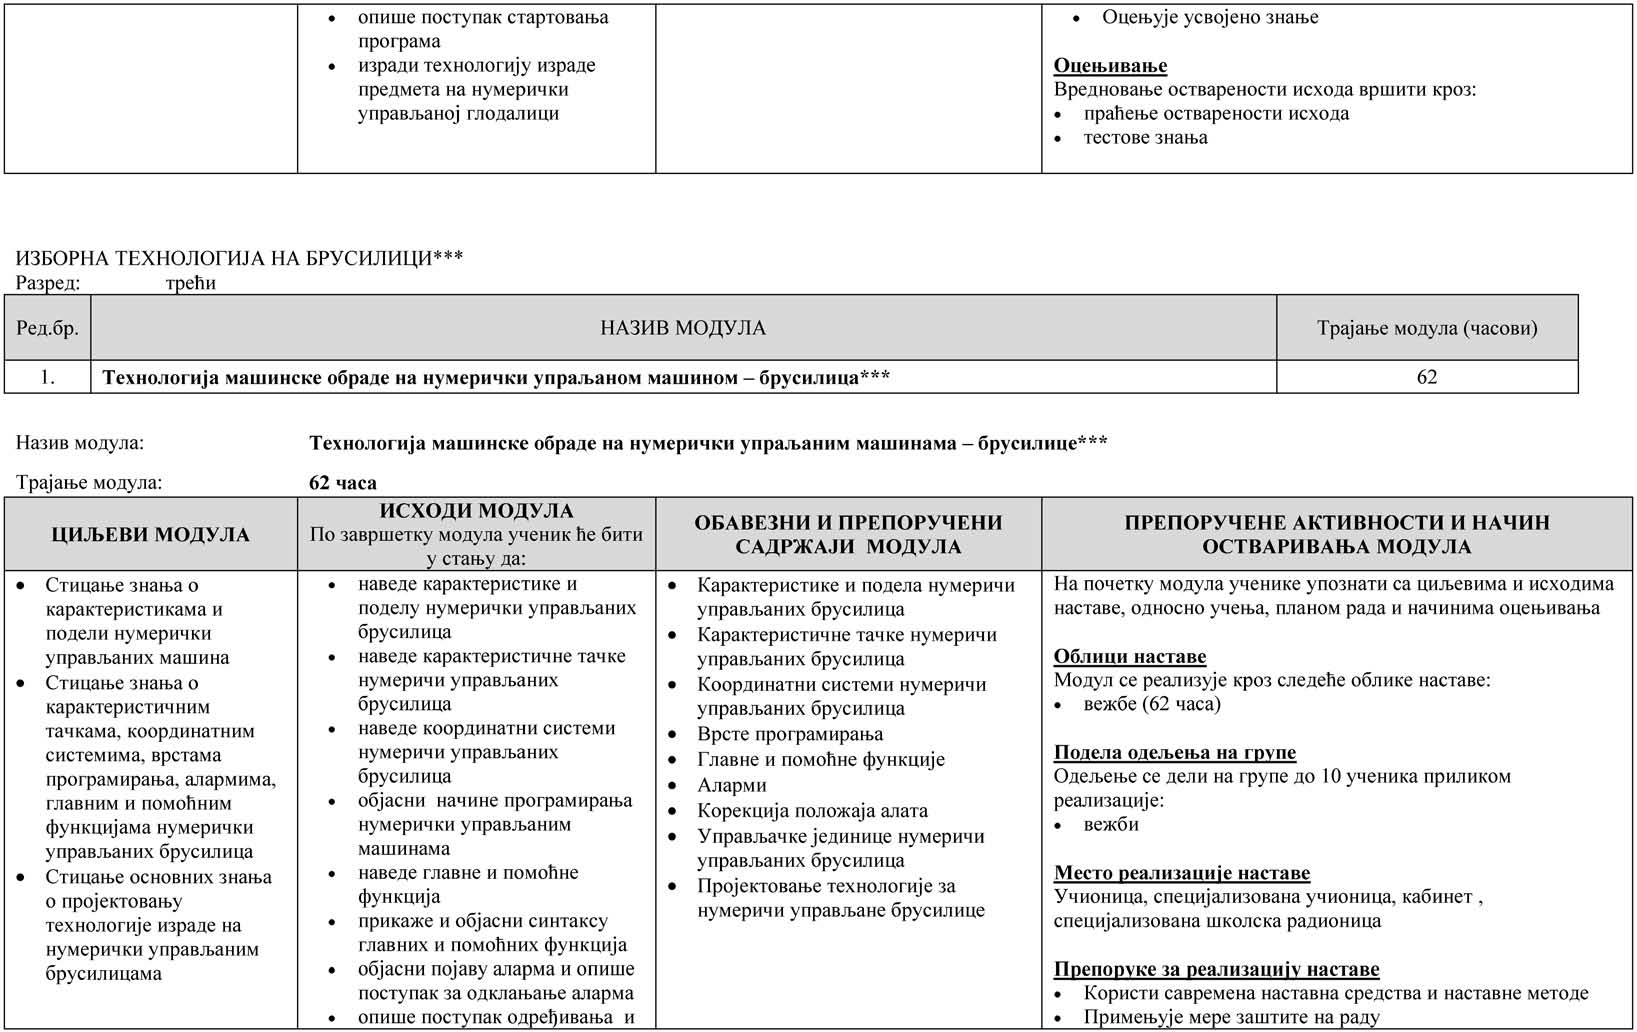 опише поступак стартовања
програма
изради технологију израде
предмета на нумерички
управљаној глодалици
Оцењује усвојено знање
Оцењивање
Вредновање остварености исхода вршити кроз:
праћење остварености исхода
тестове знања
ИЗБОРНА ТЕХНОЛОГИЈА НА БРУСИЛИЦИ***
Разред: трећи
Ред.бр. НАЗИВ МОДУЛА Трајање модула (часови)
1. Технологија машинске обраде на нумерички упраљаном машином – брусилица*** 62
Назив модула: Технологија машинске обраде на нумерички упраљаним машинама – брусилице***
Трајање модула: 62 часа
ЦИЉЕВИ МОДУЛА
ИСХОДИ МОДУЛА
По завршетку модула ученик ће бити
у стању да:
ОБАВЕЗНИ И ПРЕПОРУЧЕНИ
САДРЖАЈИ МОДУЛА
ПРЕПОРУЧЕНЕ АКТИВНОСТИ И НАЧИН
ОСТВАРИВАЊА МОДУЛА
Стицање знања о
карактеристикама и
подели нумерички
управљаних машина
Стицање знања о
карактеристичним
тачкама, координатним
системима, врстама
програмирања, алармима,
главним и помоћним
функцијама нумерички
управљаних брусилица
Стицање основних знања
о пројектовању
технологије израде на
нумерички управљаним
брусилицама
наведе карактеристике и
поделу нумерички управљаних
брусилица
наведе карактеристичне тачке
нумеричи управљаних
брусилица
наведе координатни системи
нумеричи управљаних
брусилица
објасни начине програмирања
нумерички управљаним
машинама
наведе главне и помоћне
функција
прикаже и објасни синтаксу
главних и помоћних функција
објасни појаву аларма и опише
поступак за одклањање аларма
опише поступак одређивања и
Карактеристике и подела нумеричи
управљаних брусилица
Карактеристичне тачке нумеричи
управљаних брусилица
Координатни системи нумеричи
управљаних брусилица
Врсте програмирања
Главне и помоћне функције
Аларми
Корекција положаја алата
Управљачке јединице нумеричи
управљаних брусилица
Пројектовање технологије за
нумеричи управљане брусилице
На почетку модула ученике упознати са циљевима и исходима
наставе, односно учења, планом рада и начинима оцењивања
Облици наставе
Модул се реализује кроз следеће облике наставе:
вежбе (62 часа)
Подела одељења на групе
Одељење се дели на групе до 10 ученика приликом
реализације:
вежби
Место реализације наставе
Учионица, специјализована учионица, кабинет ,
специјализована школска радионица
Препоруке за реализацију наставе
Користи савремена наставна средства и наставне методе
Примењује мере заштите на раду